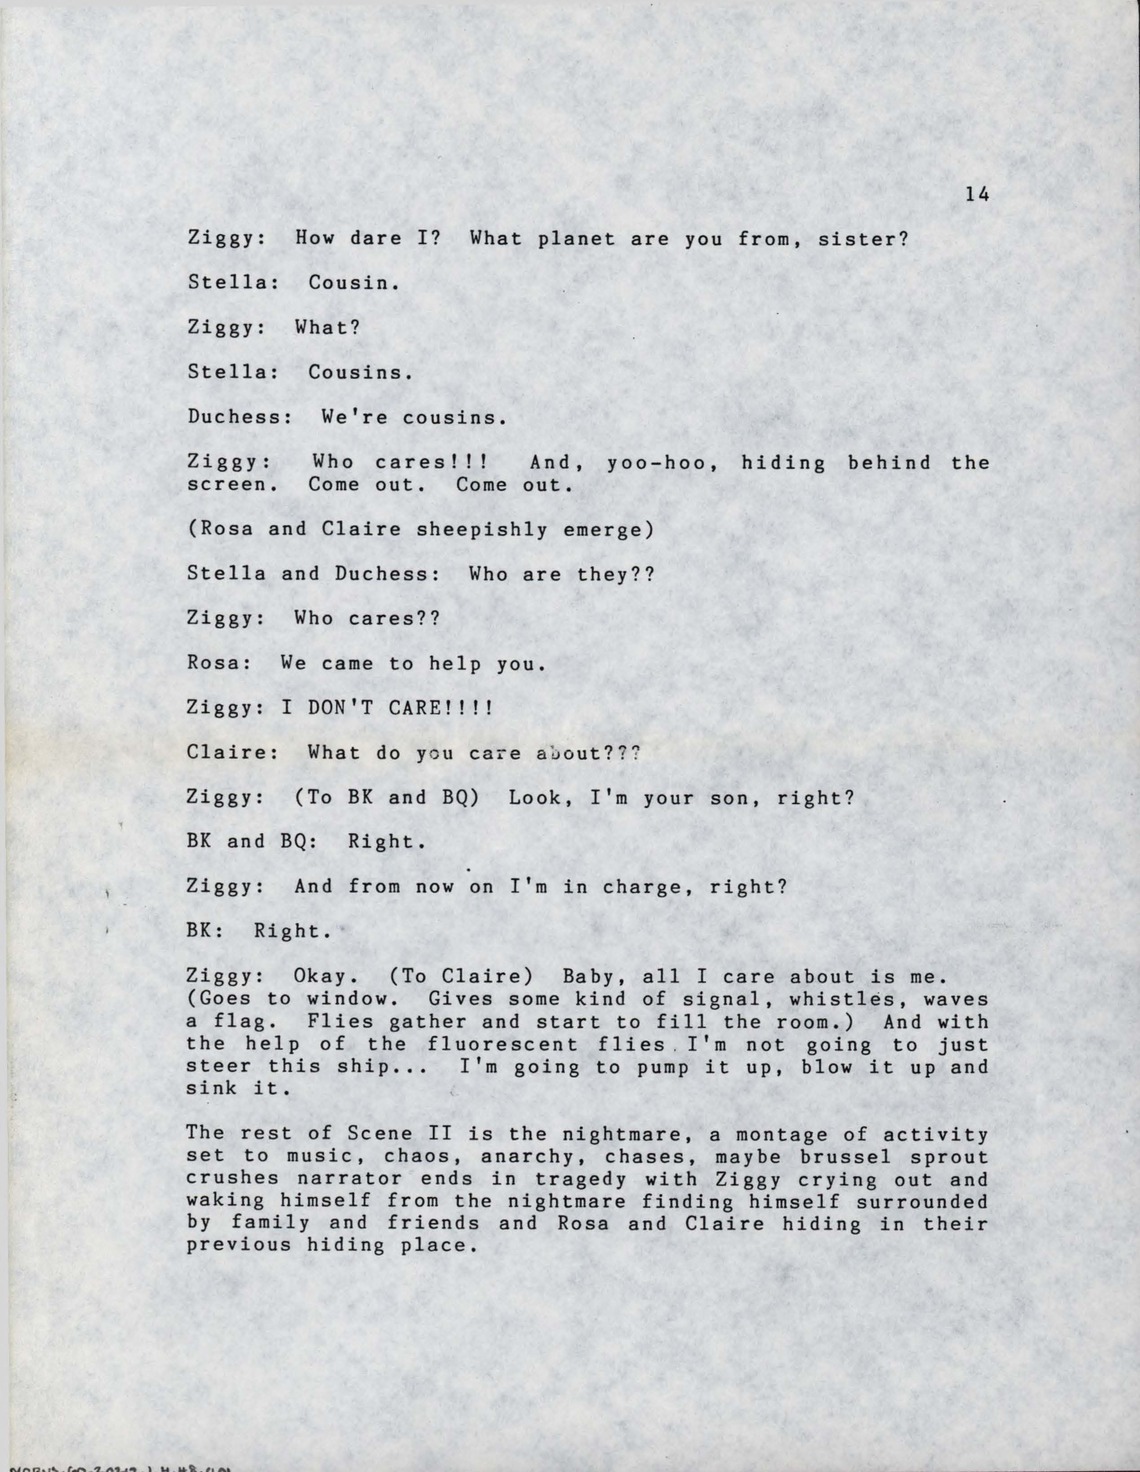 14
Ziggy: How dare I? What planet are you from, sister?
Stella: Cousin.
Ziggy: What?
Stella: Cousins.
Duchess: We're cousins.
Ziggy: Who cares!!! And, yoo-hoo, hiding behind the
screen. Come out. Come out.
(Rosa and Claire sheepishly emerge)
Stella and Duchess: Who are they??
Ziggy: Who cares??
Rosa: We came to help you.
Ziggy: I DON'T CARE!!!!
Claire: What do you care about???
Ziggy: (To BK and BQ) Look, I'm your son, right?
BK and BQ: Right.
Ziggy: And from now on I'm in charge, right?
BK: Right.
Ziggy: Okay. (To Claire) Baby, all I care about is me.
(Goes to window. Gives some kind of signal, whistles, waves
a flag. Flies gather and start to fill the room.) And with
the help of the fluorescent flies I'm not going to just
steer this ship... I'm going to pump it up, blow it up and
sink it.
The rest of Scene II is the nightmare, a montage of activity
set to music, chaos, anarchy, chases, maybe brussel sprout
crushes narrator ends in tragedy with Ziggy crying out and
waking himself from the nightmare finding himself surrounded
by family and friends and Rosa and Claire hiding in their
previous hiding place.